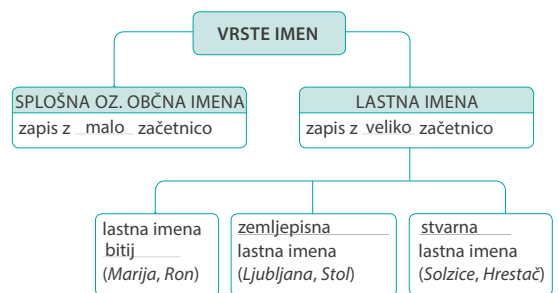 VRSTE IMEN
SPLOŠNA OZ. OBČNA IMENA
zapis z malo začetnico
LASTNA IMENA
zapis z veliko začetnico
lastna imena
bitij
(Marija, Ron)
zemljepisna
lastna imena
(Ljubljana, Stol)
stvarna
lastna imena
(Solzice, Hrestač)